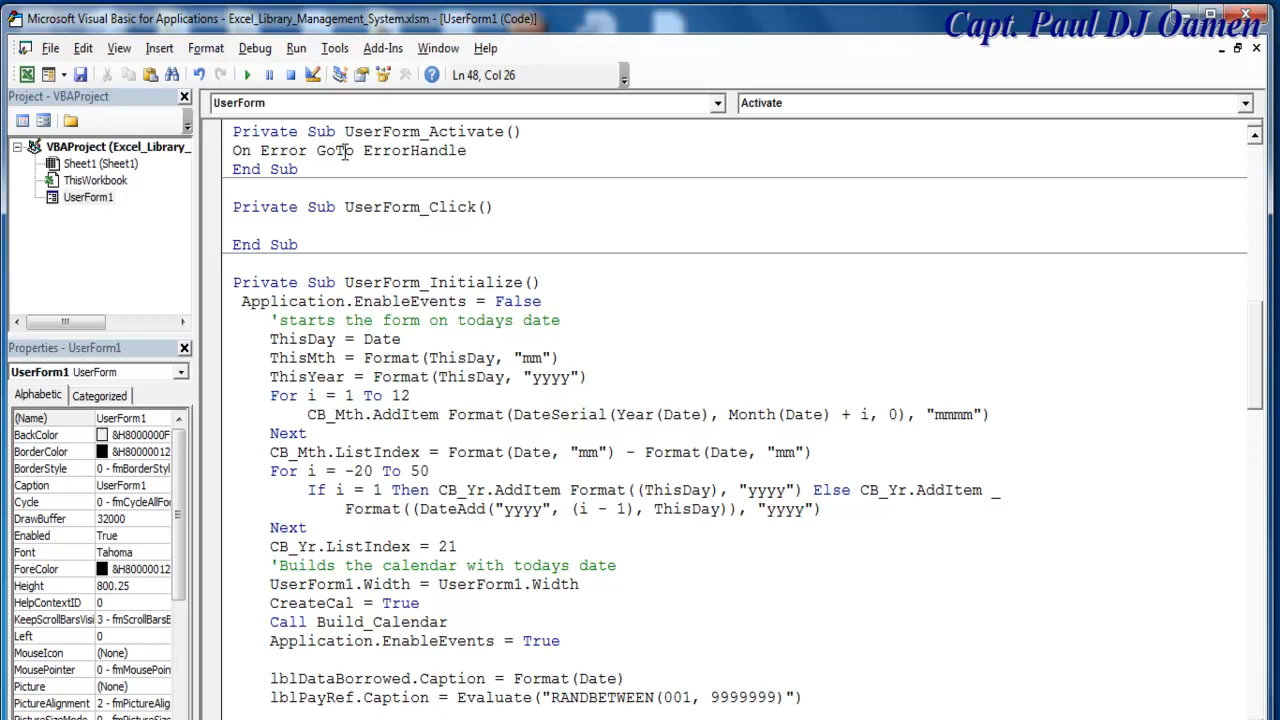 Microsoft Visual Basic for Applications - Excel_Library_Management_System.xlsm - [UserForm1 (Code)]
Capt. Paul DJ Oamen
File Edit View Insert Format Debug Run Tools Add-Ins Window Help
Ln 48, Col 26
Project - VBAProject
UserForm
Activate
VBAProject (Excel_Library_
Sheet1 (Sheet1)
ThisWorkbook
UserForm1
Private Sub UserForm_Activate()
On Error GoTo ErrorHandle
End Sub
Private Sub UserForm_Click()
End Sub
Private Sub UserForm_Initialize()
Application.EnableEvents = False
'starts the form on todays date
ThisDay = Date
ThisMth = Format(ThisDay, "mm")
ThisYear = Format(ThisDay, "yyyy")
For i = 1 To 12
CB_Mth.AddItem Format(DateSerial(Year(Date), Month(Date) + i, 0), "mmmm")
Next
CB_Mth.ListIndex = Format(Date, "mm") - Format(Date, "mm")
For i = -20 To 50
If i = 1 Then CB_Yr.AddItem Format((ThisDay), "yyyy") Else CB_Yr.AddItem _
Format((DateAdd("yyyy", (i - 1), ThisDay)), "yyyy")
Next
CB_Yr.ListIndex = 21
'Builds the calendar with todays date
UserForm1.Width = UserForm1.Width
CreateCal = True
Call Build_Calendar
Application.EnableEvents = True
lblDataBorrowed.Caption = Format(Date)
lblPayRef.Caption = Evaluate("RANDBETWEEN(001, 9999999)")
Properties - UserForm1
UserForm1 UserForm
Alphabetic Categorized
(Name) UserForm1
BackColor &H8000000F
BorderColor &H80000012
BorderStyle 0 - fmBorderStyl
Caption UserForm1
Cycle 0 - fmCycleAllFo
DrawBuffer 32000
Enabled True
Font Tahoma
ForeColor &H80000012
Height 800.25
HelpContextID 0
KeepScrollBarsVisi 3 - fmScrollBarsB
Left 0
MouseIcon (None)
MousePointer 0 - fmMousePoin
Picture (None)
PictureAlignment 2 - fmPictureAlig